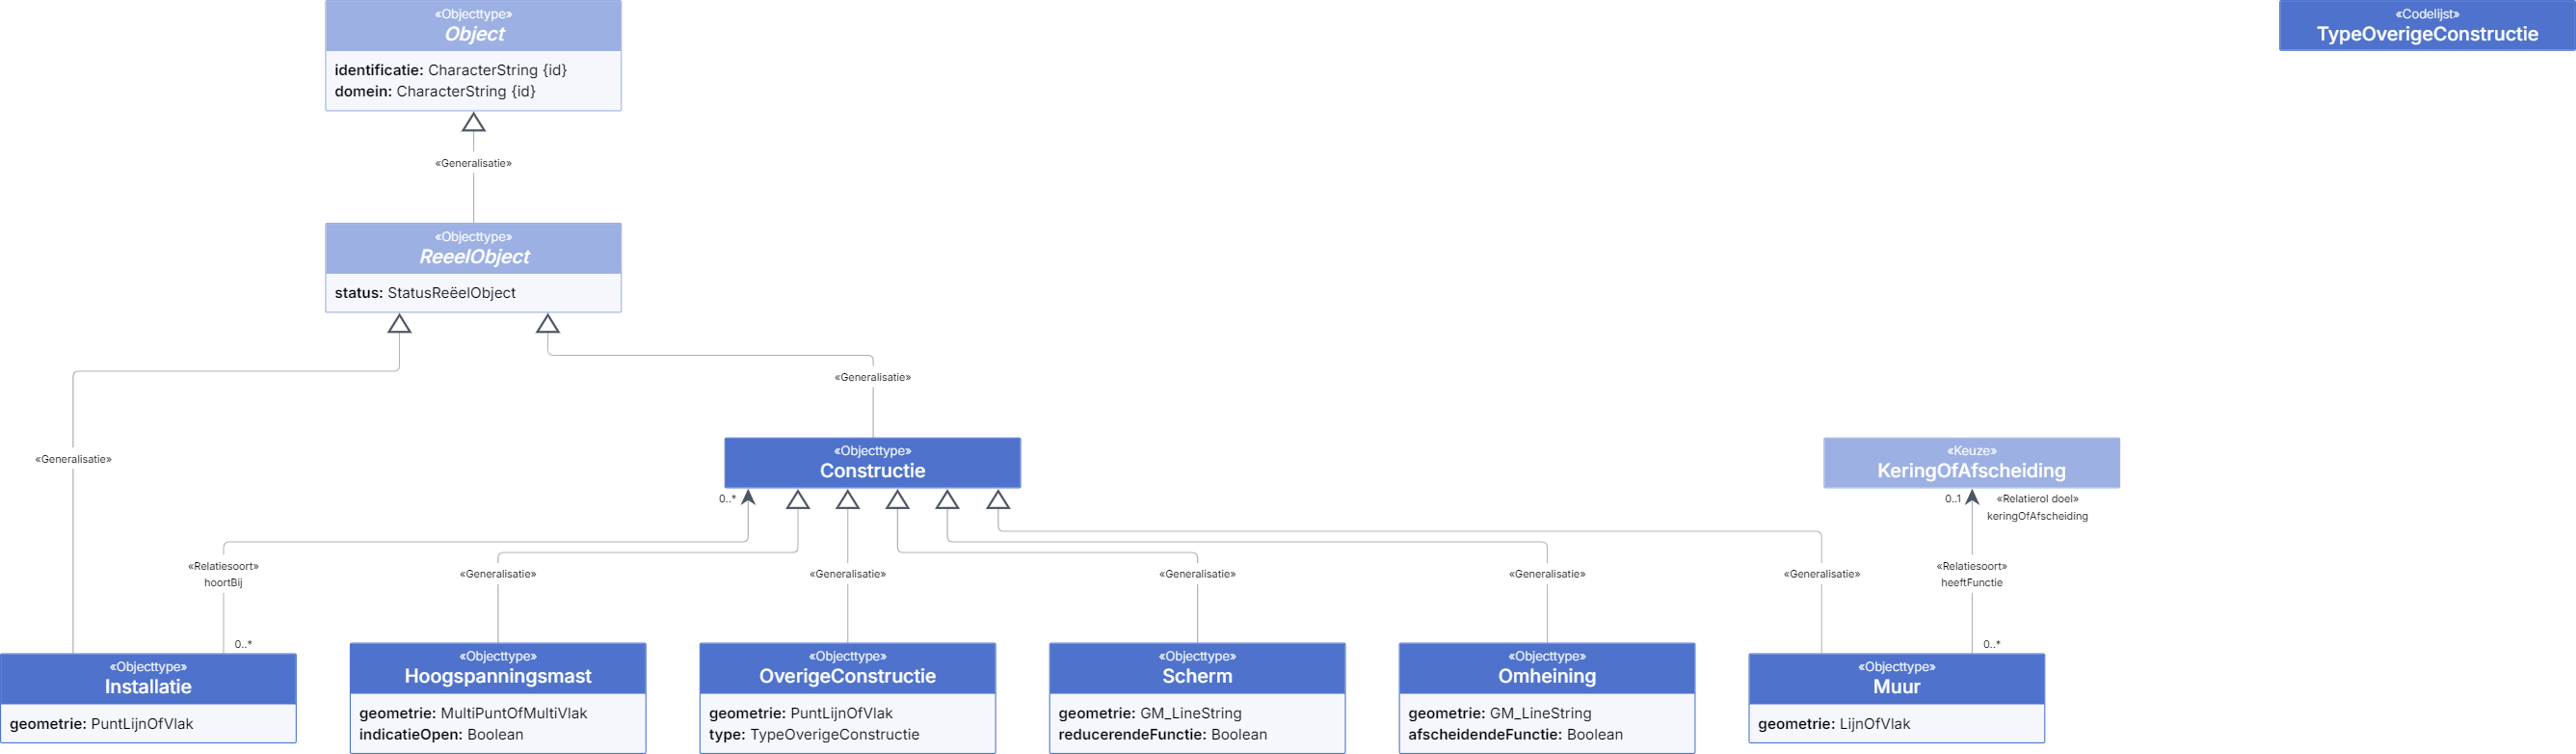 «Objecttype»
Object
identificatie: CharacterString {id}
domein: CharacterString {id}
«Codelijst»
TypeOverigeConstructie
«Generalisatie»
«Objecttype»
ReeelObject
status: StatusReëelObject
«Generalisatie»
«Generalisatie»
«Objecttype»
Constructie
0..*
«Keuze»
KeringOfAfscheiding
0..1
«Relatierol doel»
keringOfAfscheiding
«Relatiesoort»
hoortBij
0..*
«Generalisatie»
«Generalisatie»
«Generalisatie»
«Generalisatie»
«Generalisatie»
«Relatiesoort»
heeftFunctie
0..*
«Objecttype»
Installatie
geometrie: PuntLijnOfVlak
«Objecttype»
Hoogspanningsmast
geometrie: MultiPuntOfMultiVlak
indicatieOpen: Boolean
«Objecttype»
OverigeConstructie
geometrie: PuntLijnOfVlak
type: TypeOverigeConstructie
«Objecttype»
Scherm
geometrie: GM_LineString
reducerendeFunctie: Boolean
«Objecttype»
Omheining
geometrie: GM_LineString
afscheidendeFunctie: Boolean
«Objecttype»
Muur
geometrie: LijnOfVlak